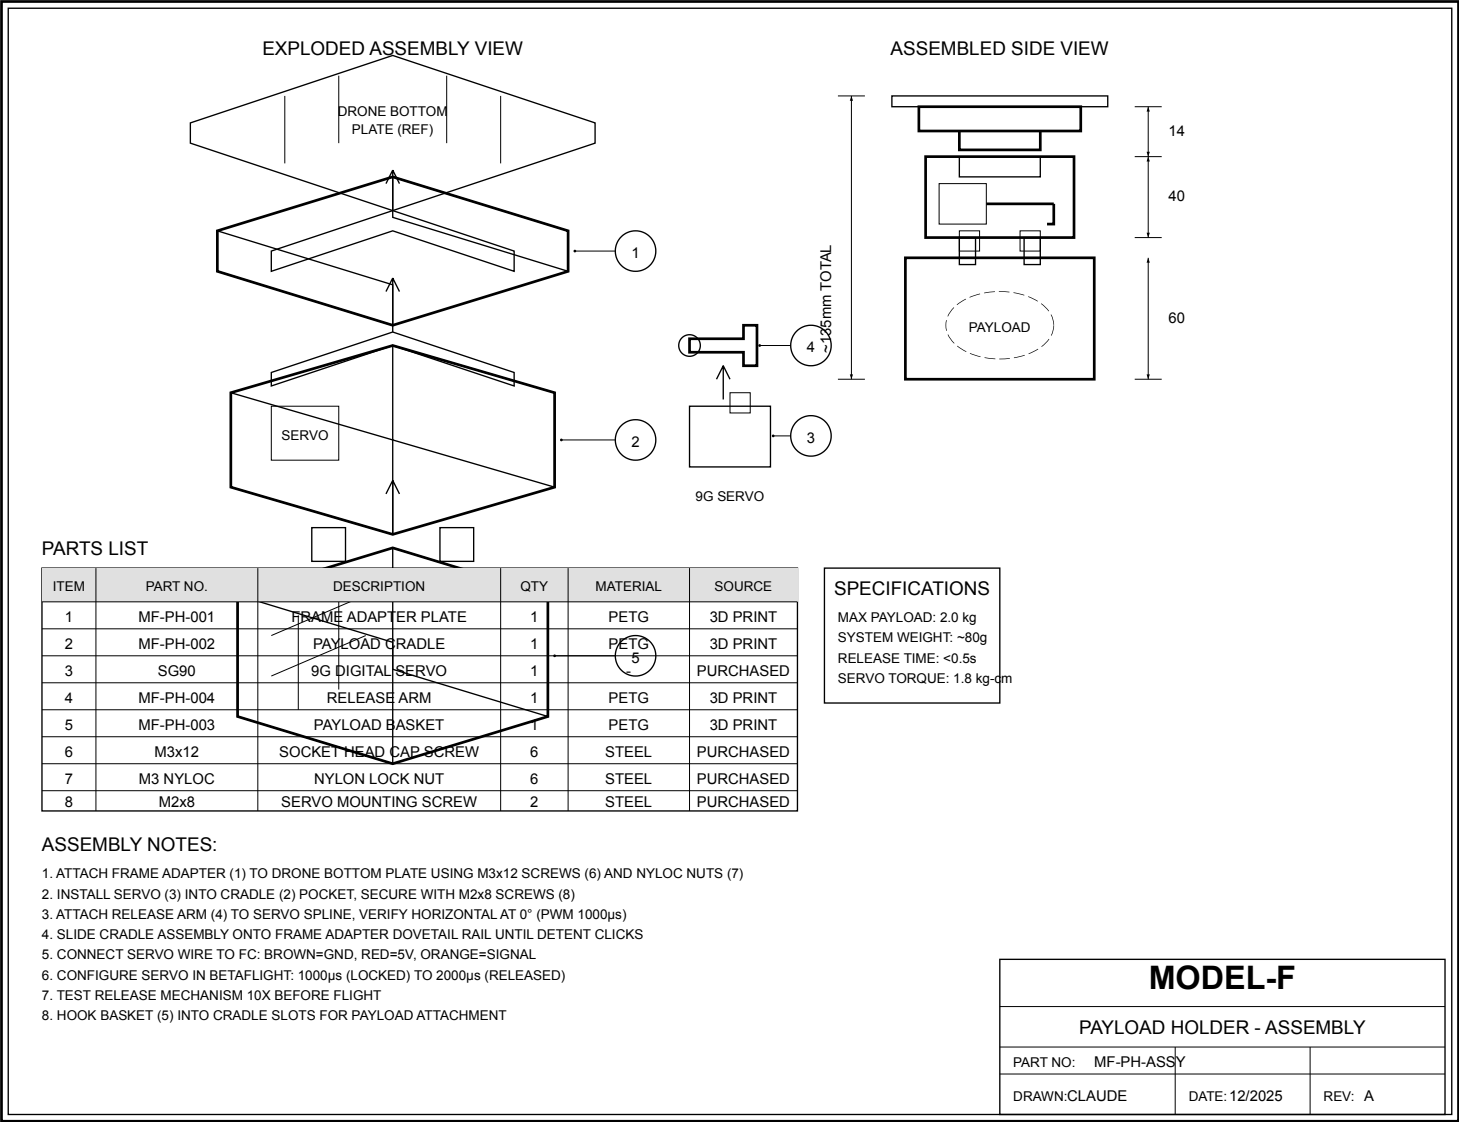 EXPLODED ASSEMBLY VIEW
ASSEMBLED SIDE VIEW
DRONE BOTTOM
PLATE (REF)
1
SERVO
2
4
3
9G SERVO
~135mm TOTAL
14
40
60
PAYLOAD
PARTS LIST
ITEM PART NO. DESCRIPTION QTY MATERIAL SOURCE
1 MF-PH-001 FRAME ADAPTER PLATE 1 PETG 3D PRINT
2 MF-PH-002 PAYLOAD CRADLE 1 PETG 3D PRINT
3 SG90 9G DIGITAL SERVO 1 - PURCHASED
4 MF-PH-004 RELEASE ARM 1 PETG 3D PRINT
5 MF-PH-003 PAYLOAD BASKET 1 PETG 3D PRINT
6 M3x12 SOCKET HEAD CAP SCREW 6 STEEL PURCHASED
7 M3 NYLOC NYLON LOCK NUT 6 STEEL PURCHASED
8 M2x8 SERVO MOUNTING SCREW 2 STEEL PURCHASED
5
SPECIFICATIONS
MAX PAYLOAD: 2.0 kg
SYSTEM WEIGHT: ~80g
RELEASE TIME: <0.5s
SERVO TORQUE: 1.8 kg-cm
ASSEMBLY NOTES:
1. ATTACH FRAME ADAPTER (1) TO DRONE BOTTOM PLATE USING M3x12 SCREWS (6) AND NYLOC NUTS (7)
2. INSTALL SERVO (3) INTO CRADLE (2) POCKET, SECURE WITH M2x8 SCREWS (8)
3. ATTACH RELEASE ARM (4) TO SERVO SPLINE, VERIFY HORIZONTAL AT 0° (PWM 1000µs)
4. SLIDE CRADLE ASSEMBLY ONTO FRAME ADAPTER DOVETAIL RAIL UNTIL DETENT CLICKS
5. CONNECT SERVO WIRE TO FC: BROWN=GND, RED=5V, ORANGE=SIGNAL
6. CONFIGURE SERVO IN BETAFLIGHT: 1000µs (LOCKED) TO 2000µs (RELEASED)
7. TEST RELEASE MECHANISM 10X BEFORE FLIGHT
8. HOOK BASKET (5) INTO CRADLE SLOTS FOR PAYLOAD ATTACHMENT
MODEL-F
PAYLOAD HOLDER - ASSEMBLY
PART NO: MF-PH-ASSY
DRAWN:CLAUDE DATE: 12/2025 REV: A